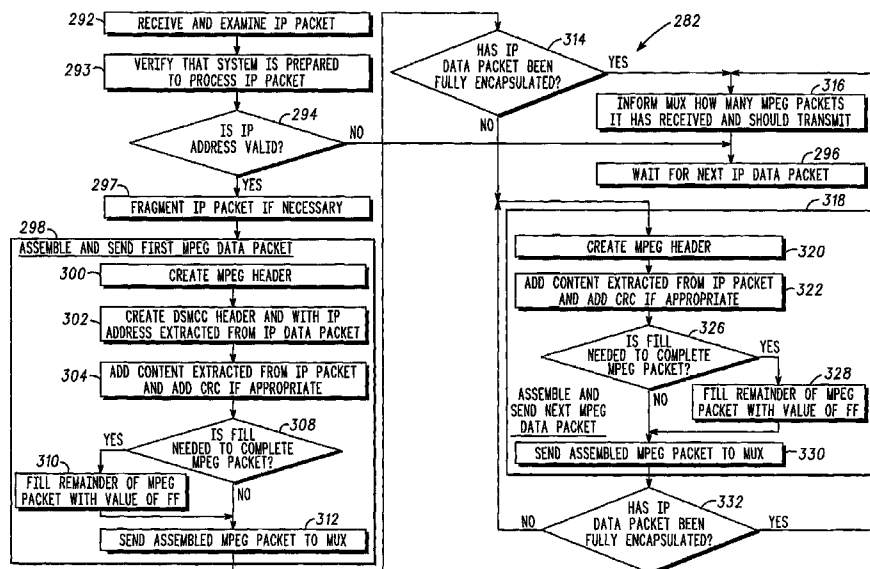 292
RECEIVE AND EXAMINE IP PACKET
293
VERIFY THAT SYSTEM IS PREPARED
TO PROCESS IP PACKET
294
IS IP
ADDRESS VALID?
NO
YES
297
FRAGMENT IP PACKET IF NECESSARY
298
ASSEMBLE AND SEND FIRST MPEG DATA PACKET
300
CREATE MPEG HEADER
302
CREATE DSMCC HEADER AND WITH IP
ADDRESS EXTRACTED FROM IP DATA PACKET
304
ADD CONTENT EXTRACTED FROM IP PACKET
AND ADD CRC IF APPROPRIATE
308
IS FILL
NEEDED TO COMPLETE
MPEG PACKET?
YES
NO
310
FILL REMAINDER OF MPEG
PACKET WITH VALUE OF FF
312
SEND ASSEMBLED MPEG PACKET TO MUX
314
HAS IP
DATA PACKET BEEN
FULLY ENCAPSULATED?
YES
NO
282
316
INFORM MUX HOW MANY MPEG PACKETS
IT HAS RECEIVED AND SHOULD TRANSMIT
296
WAIT FOR NEXT IP DATA PACKET
318
CREATE MPEG HEADER
320
ADD CONTENT EXTRACTED FROM IP PACKET
AND ADD CRC IF APPROPRIATE
322
326
IS FILL
NEEDED TO COMPLETE
MPEG PACKET?
YES
NO
328
FILL REMAINDER OF MPEG
PACKET WITH VALUE OF FF
ASSEMBLE AND
SEND NEXT MPEG
DATA PACKET
SEND ASSEMBLED MPEG PACKET TO MUX
330
332
HAS IP
DATA PACKET BEEN
FULLY ENCAPSULATED?
NO
YES